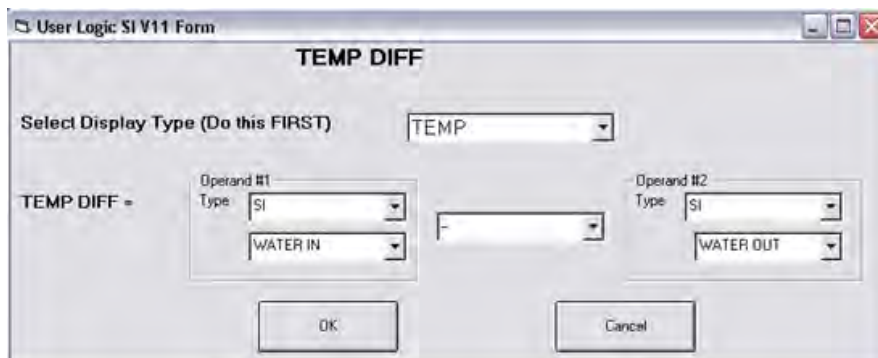 User Logic SI V11 Form
TEMP DIFF
Select Display Type (Do this FIRST)
TEMP
TEMP DIFF =
Operand #1
Type
SI
WATER IN
-
Operand #2
Type
SI
WATER OUT
OK
Cancel